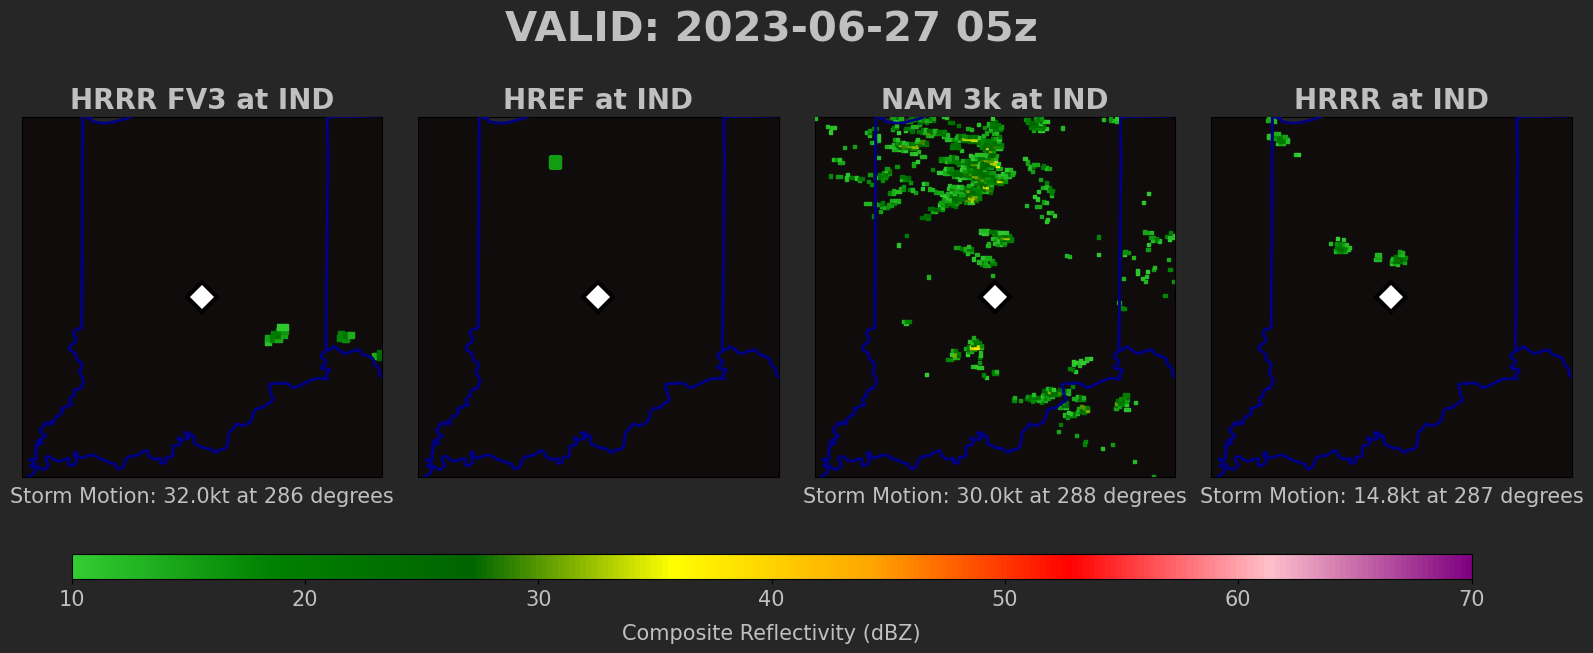 VALID: 2023-06-27 05z
HRRR FV3 at IND
HREF at IND
NAM 3k at IND
HRRR at IND
Storm Motion: 32.0kt at 286 degrees
Storm Motion: 30.0kt at 288 degrees
Storm Motion: 14.8kt at 287 degrees
10 20 30 40 50 60 70
Composite Reflectivity (dBZ)